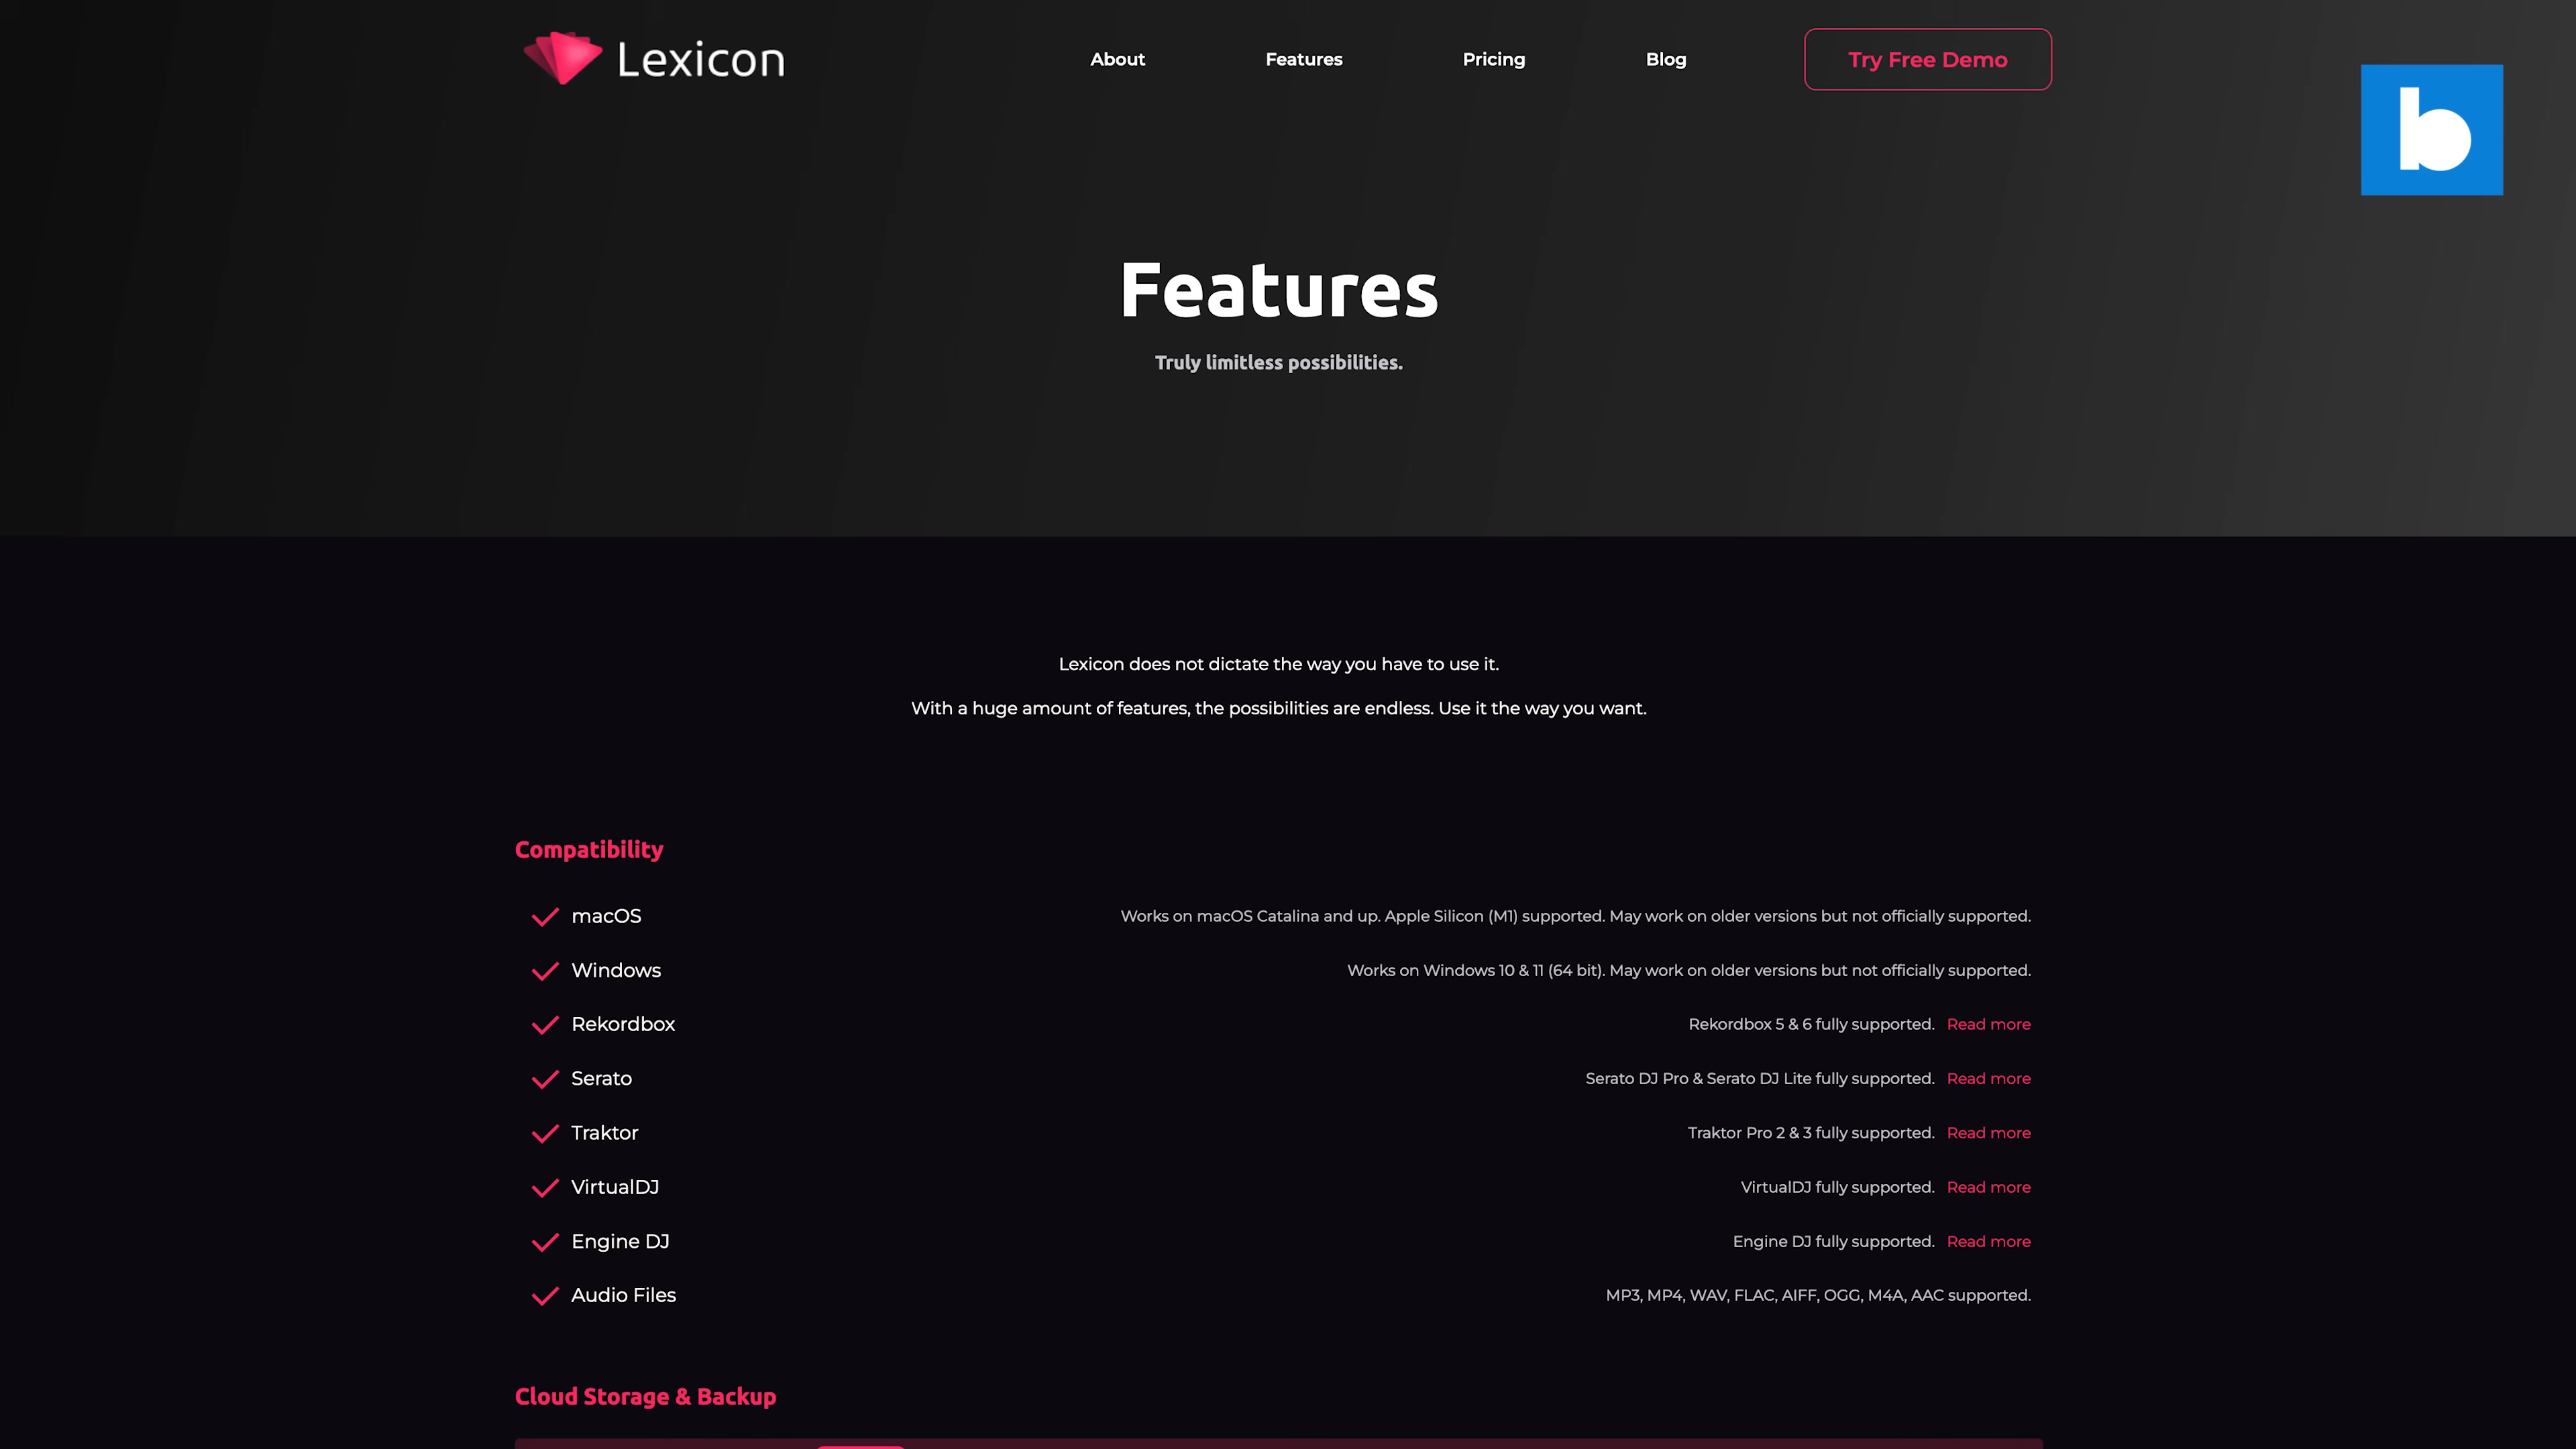 Lexicon
About Features Pricing Blog Try Free Demo
b
Features
Truly limitless possibilities.
Lexicon does not dictate the way you have to use it.
With a huge amount of features, the possibilities are endless. Use it the way you want.
Compatibility
macOS Works on macOS Catalina and up. Apple Silicon (M1) supported. May work on older versions but not officially supported.
Windows Works on Windows 10 & 11 (64 bit). May work on older versions but not officially supported.
Rekordbox Rekordbox 5 & 6 fully supported. Read more
Serato Serato DJ Pro & Serato DJ Lite fully supported. Read more
Traktor Traktor Pro 2 & 3 fully supported. Read more
VirtualDJ VirtualDJ fully supported. Read more
Engine DJ Engine DJ fully supported. Read more
Audio Files MP3, MP4, WAV, FLAC, AIFF, OGG, M4A, AAC supported.
Cloud Storage & Backup